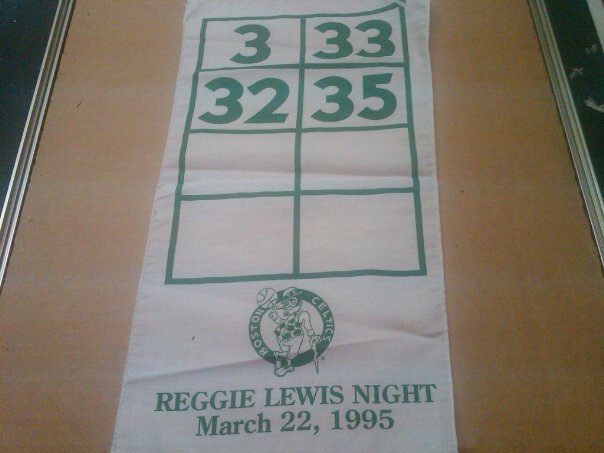 3 33
32 35
BOSTON CELTICS
REGGIE LEWIS NIGHT
March 22, 1995